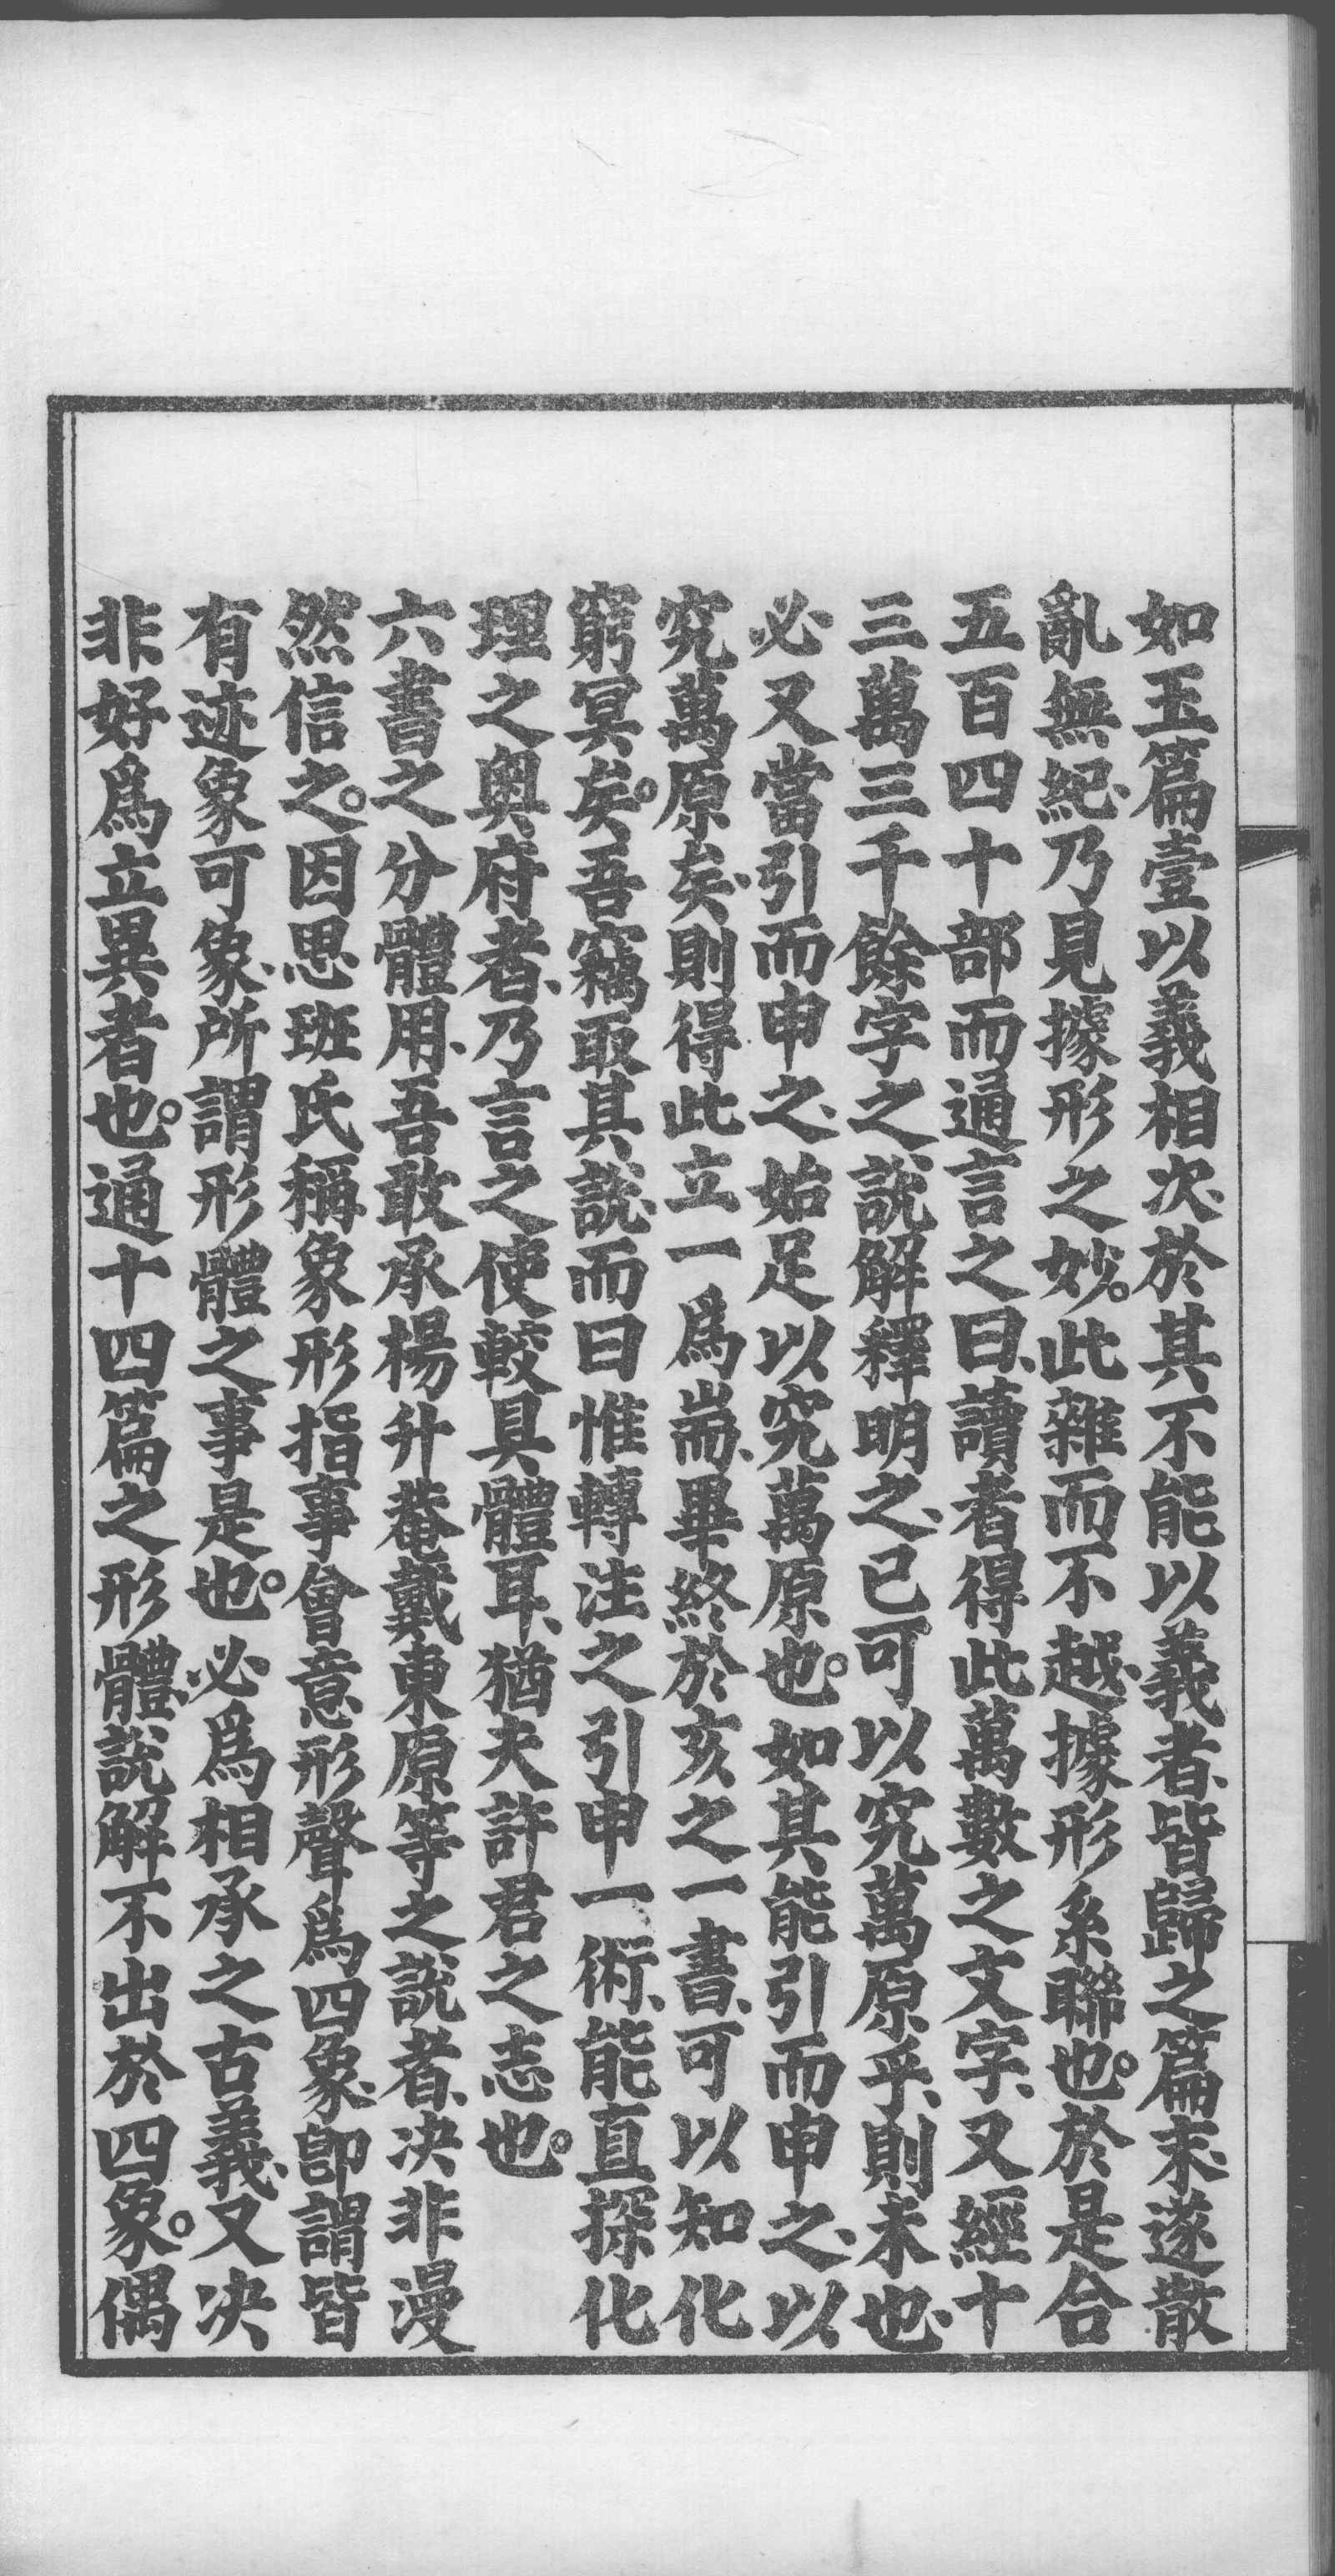 如玉篇壹以義相次、於其不能以義者、皆歸之篇末、遂散
亂無紀、乃見據形之妙。此雜而不越、據形系聯也。於是合
五百四十部而通言之曰、讀者得此萬數之文字、又經十
三萬三千餘字之說解釋明之、已可以究萬原乎、則未也、
必又當引而申之、始足以究萬原也。如其能引而申之、以
究萬原矣、則得此立一爲耑、畢終於亥之一書、可以知化
窮冥矣。吾竊取其說、而曰惟轉注之引申一術、能直探化
理之奧府者、乃言之使較具體耳、猶夫許君之志也。
六書之分體用、吾敢承楊升菴戴東原等之說者、决非漫
然信之。因思班氏稱象形指事會意形聲爲四象、卽謂皆
有迹象可象、所謂形體之事是也。必爲相承之古義、又决
非好爲立異者也。通十四篇之形體、說解不出於四象。偶